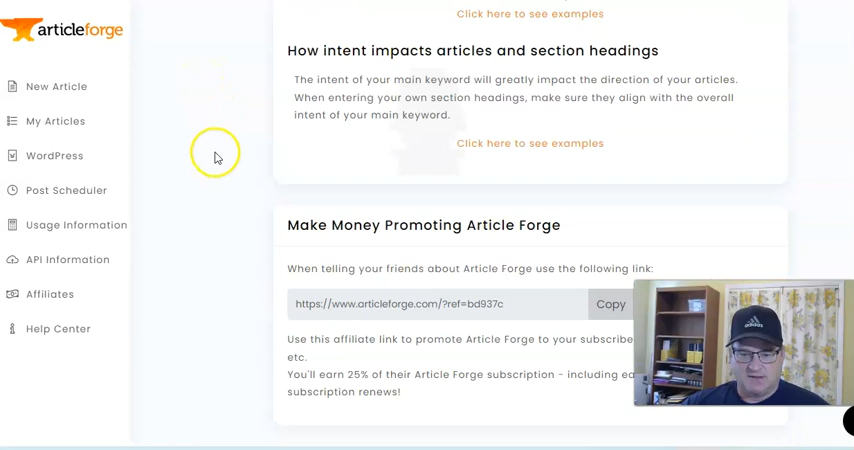 articleforge
New Article
My Articles
WordPress
Post Scheduler
Usage Information
API Information
Affiliates
Help Center
Click here to see examples
How intent impacts articles and section headings
The intent of your main keyword will greatly impact the direction of your articles.
When entering your own section headings, make sure they align with the overall
intent of your main keyword.
Click here to see examples
Make Money Promoting Article Forge
When telling your friends about Article Forge use the following link:
https://www.articleforge.com/?ref=bd937c
Copy
Use this affiliate link to promote Article Forge to your subscribe
etc.
You'll earn 25% of their Article Forge subscription - including ea
subscription renews!
adidas